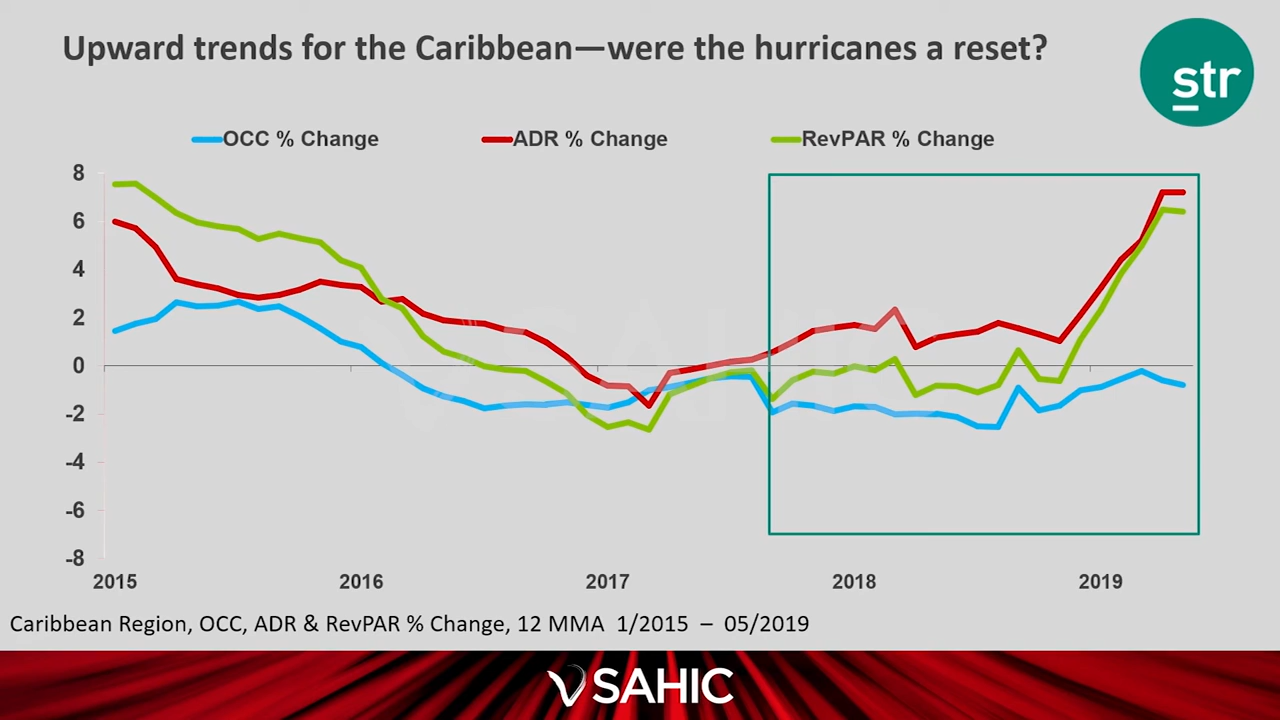 Upward trends for the Caribbean—were the hurricanes a reset?
str
OCC % Change ADR % Change RevPAR % Change
8
6
4
2
0
-2
-4
-6
-8
2015 2016 2017 2018 2019
SAHIC
Caribbean Region, OCC, ADR & RevPAR % Change, 12 MMA 1/2015 – 05/2019
SAHIC